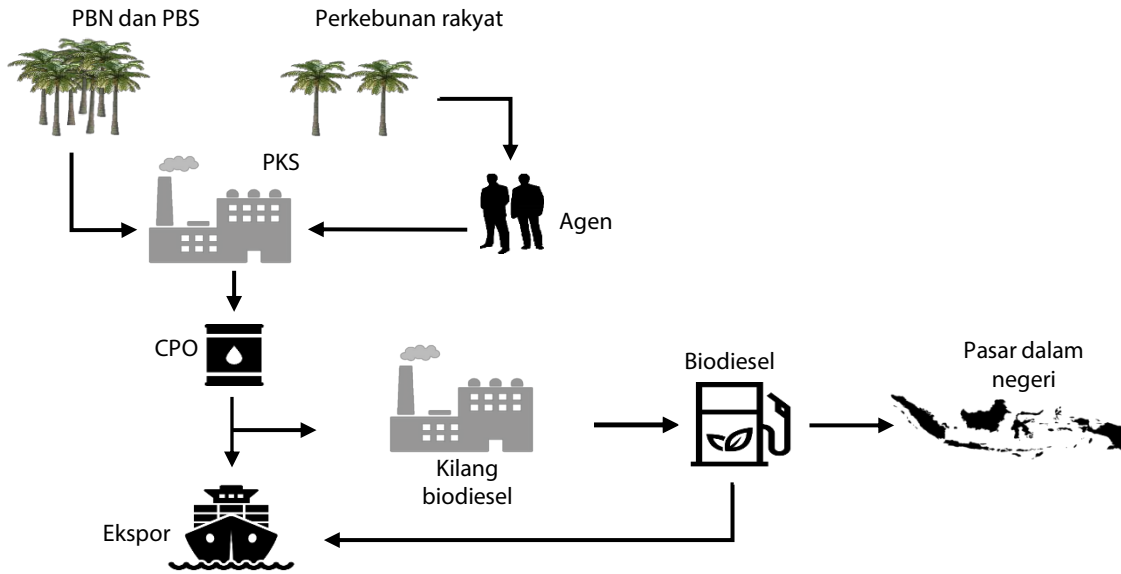 PBN dan PBS
Perkebunan rakyat
PKS
Agen
CPO
Kilang
biodiesel
Biodiesel
Pasar dalam
negeri
Ekspor